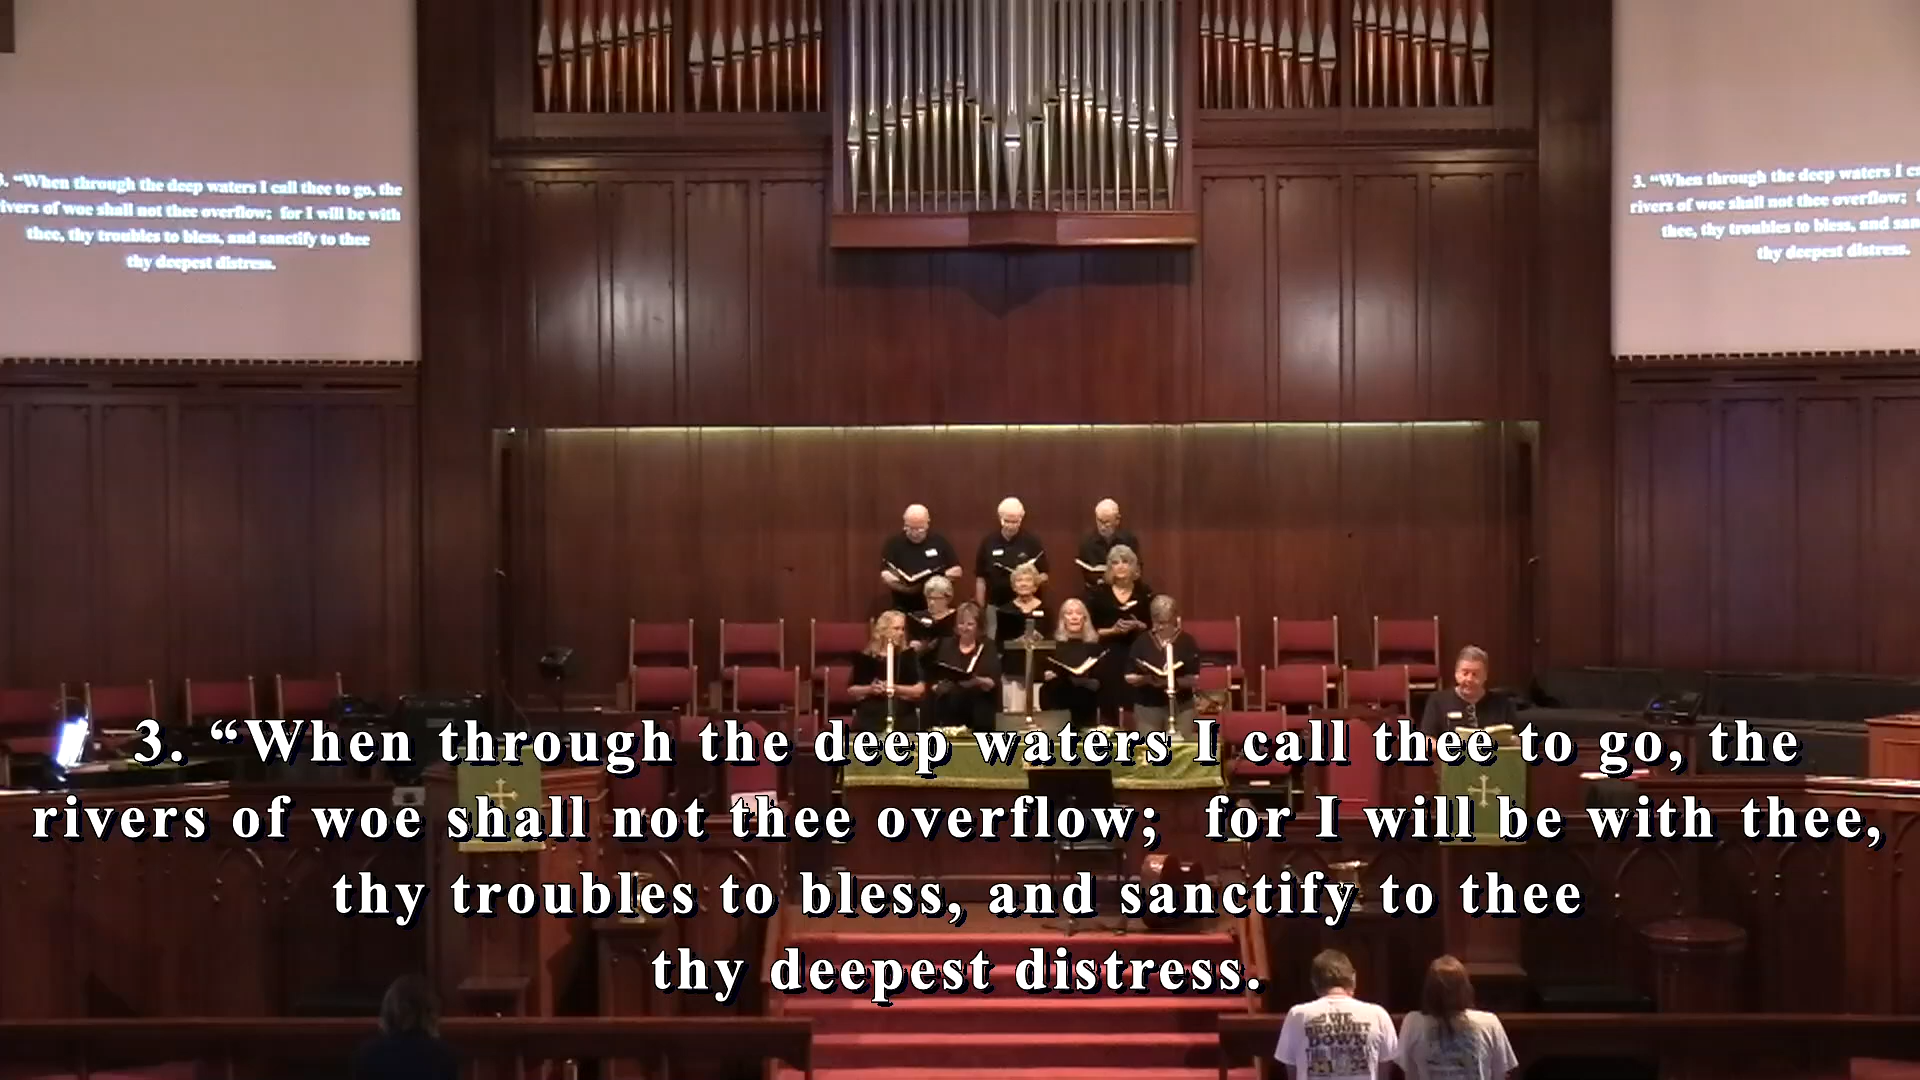 3. “When through the deep waters I call thee to go, the
rivers of woe shall not thee overflow;  for I will be with
thee, thy troubles to bless, and sanctify to thee
thy deepest distress.
3. “When through the deep waters I
rivers of woe shall not thee overflow;
thee, thy troubles to bless, and
thy deepest distress.
3. “When through the deep waters I call thee to go, the
rivers of woe shall not thee overflow;  for I will be with thee,
thy troubles to bless, and sanctify to thee
thy deepest distress.
WE
BROUGHT
DOWN